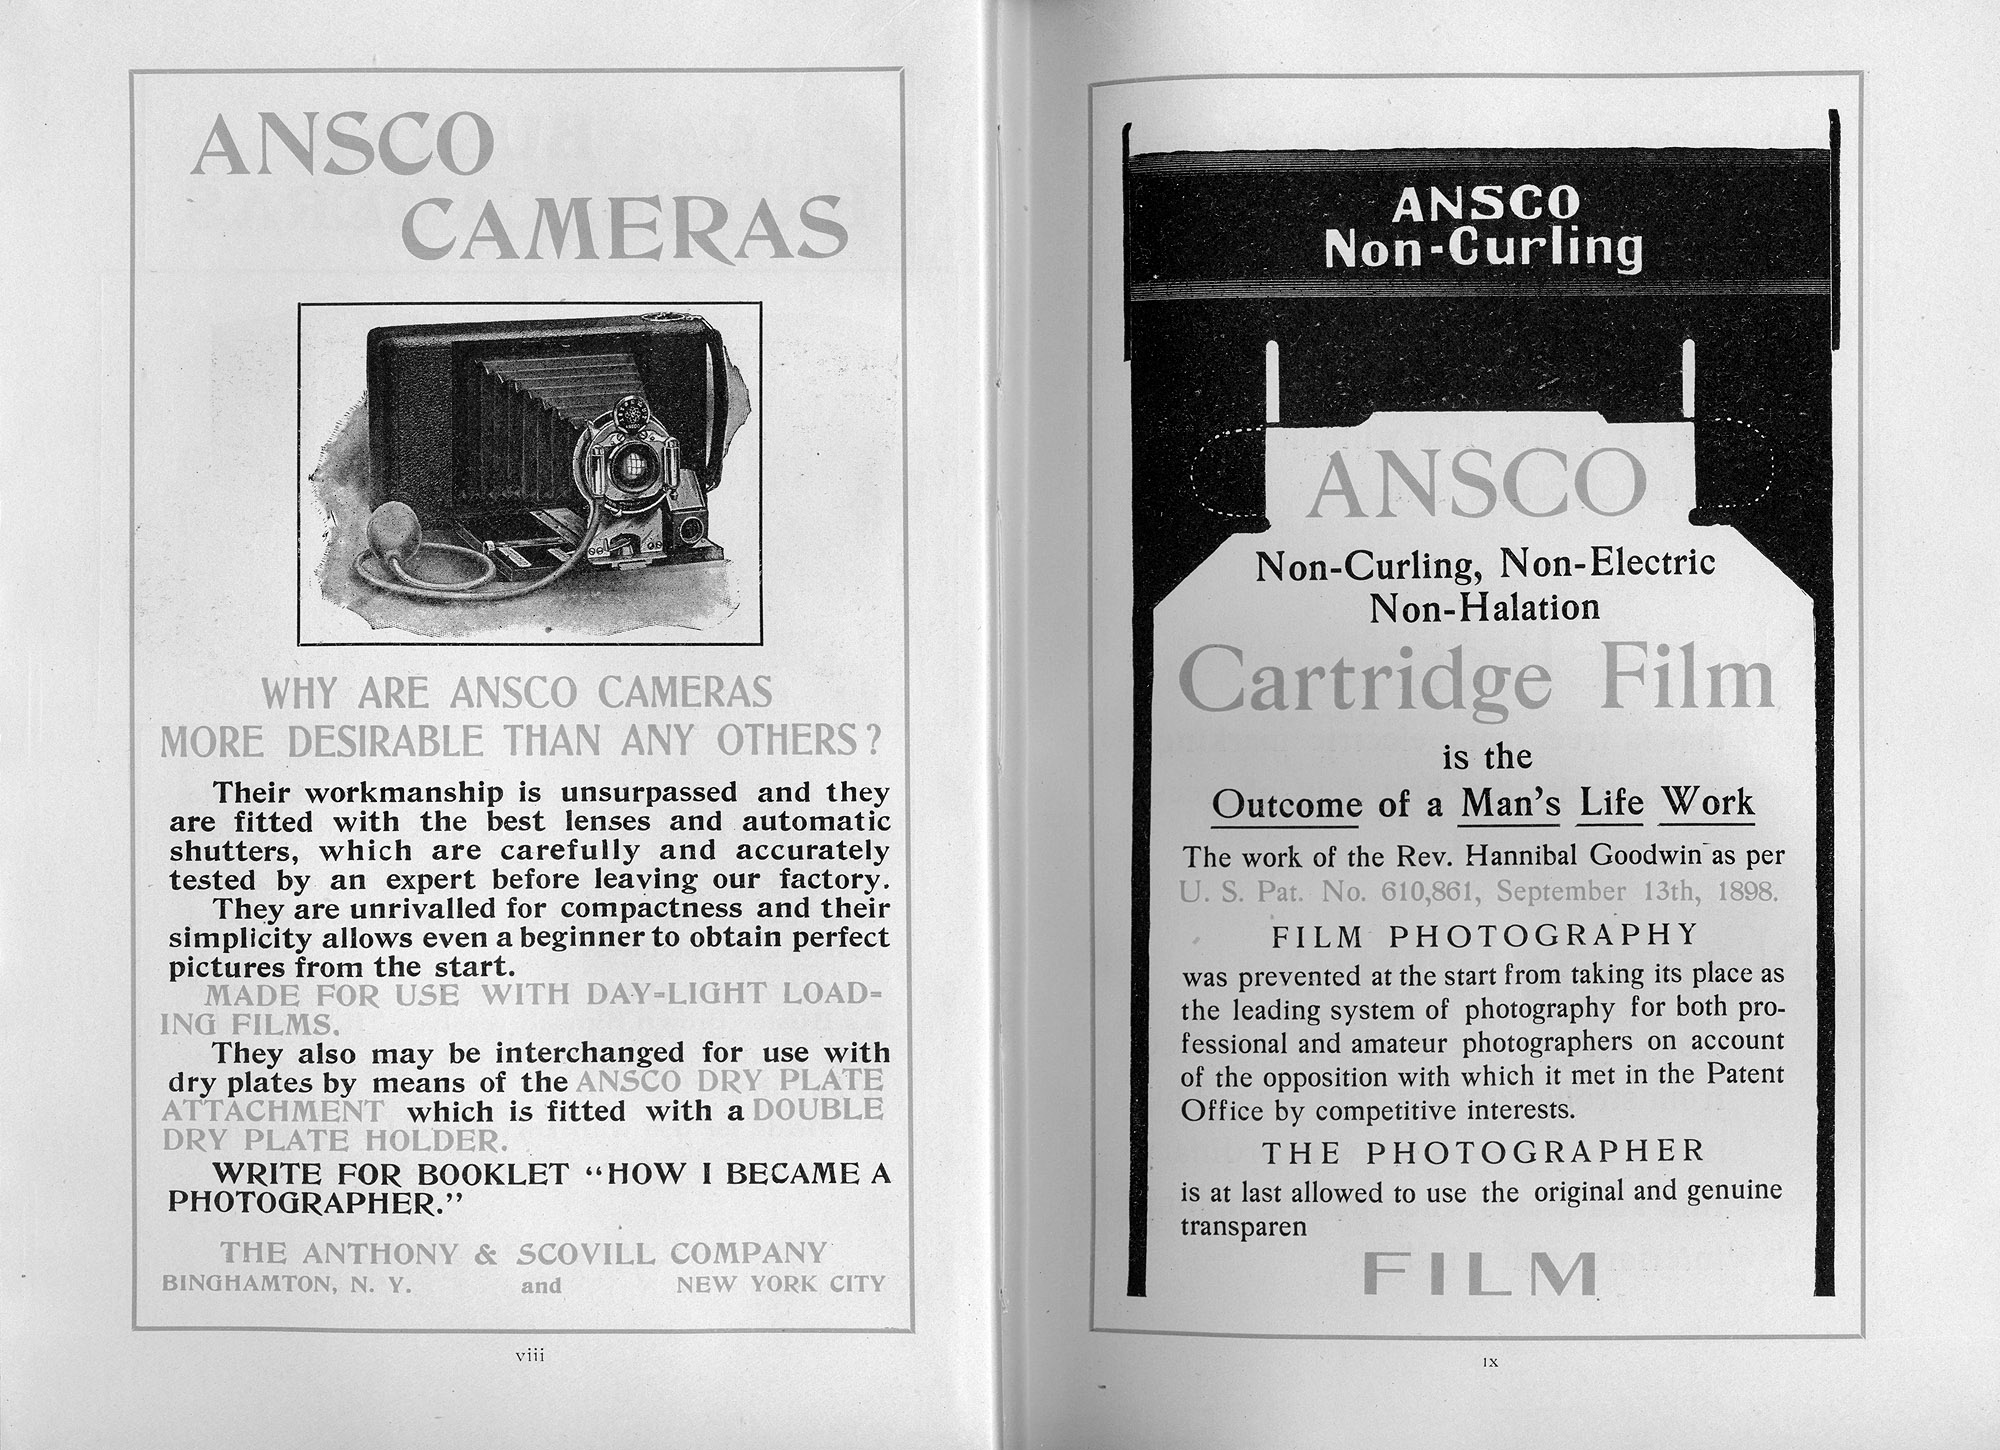 ANSCO
CAMERAS
WHY ARE ANSCO CAMERAS
MORE DESIRABLE THAN ANY OTHERS?
Their workmanship is unsurpassed and they
are fitted with the best lenses and automatic
shutters, which are carefully and accurately
tested by an expert before leaving our factory.
They are unrivalled for compactness and their
simplicity allows even a beginner to obtain perfect
pictures from the start.
MADE FOR USE WITH DAY-LIGHT LOAD-
ING FILMS.
They also may be interchanged for use with
dry plates by means of the ANSCO DRY PLATE
ATTACHMENT which is fitted with a DOUBLE
DRY PLATE HOLDER.
WRITE FOR BOOKLET “HOW I BECAME A
PHOTOGRAPHER.”
THE ANTHONY & SCOVILL COMPANY
BINGHAMTON, N. Y. and NEW YORK CITY
viii
ANSCO
Non-Curling
ANSCO
Non-Curling, Non-Electric
Non-Halation
Cartridge Film
is the
Outcome of a Man's Life Work
The work of the Rev. Hannibal Goodwin as per
U. S. Pat. No. 610,861, September 13th, 1898.
FILM PHOTOGRAPHY
was prevented at the start from taking its place as
the leading system of photography for both pro-
fessional and amateur photographers on account
of the opposition with which it met in the Patent
Office by competitive interests.
THE PHOTOGRAPHER
is at last allowed to use the original and genuine
transparen
FILM
ix